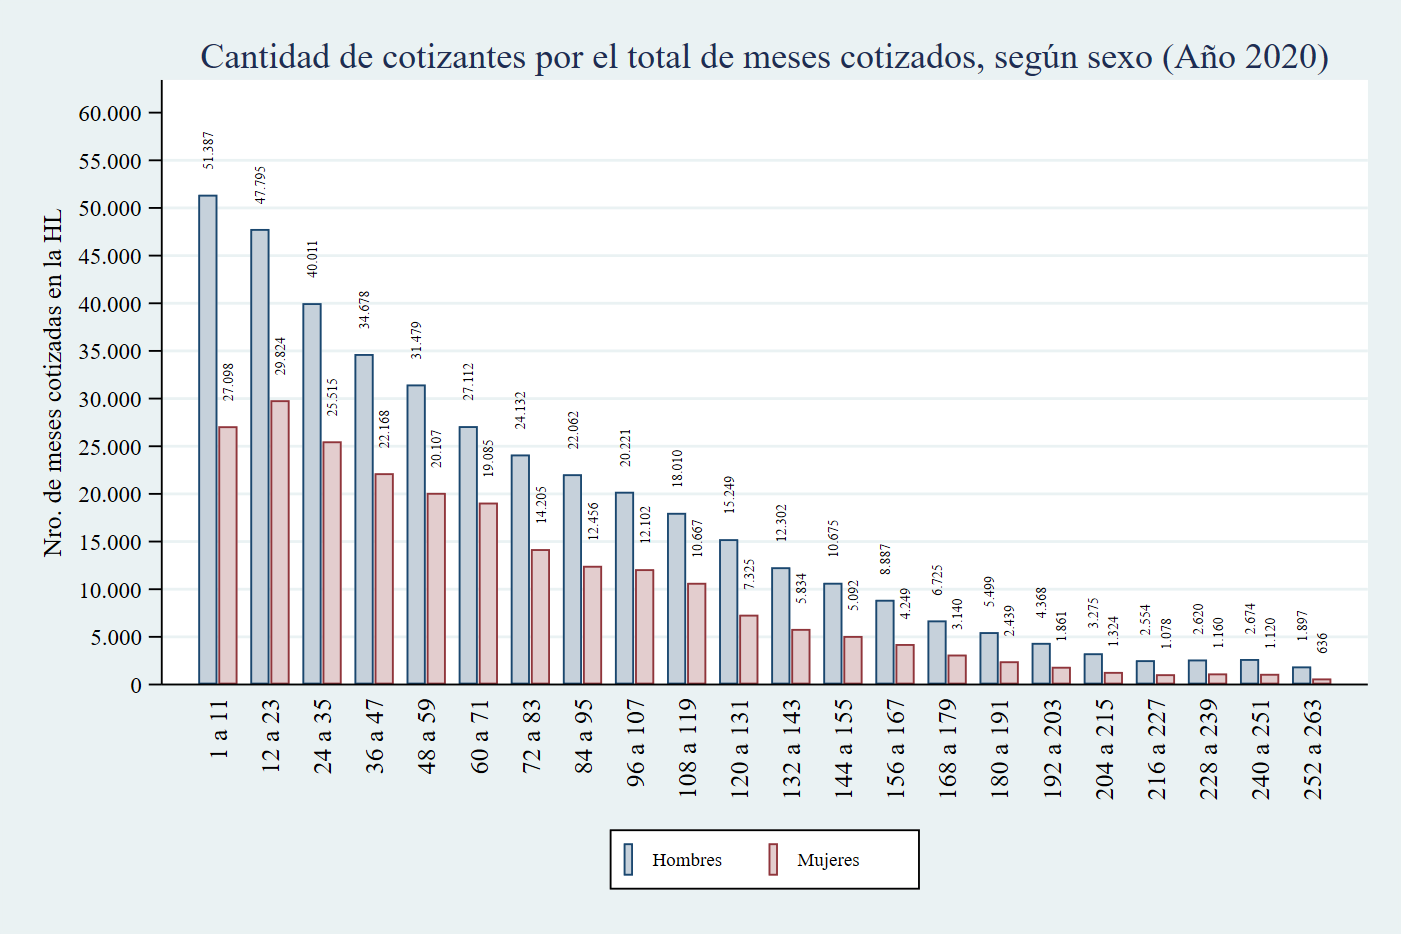 Cantidad de cotizantes por el total de meses cotizados, según sexo (Año 2020)
Nro. de meses cotizadas en la HL
60.000
55.000
50.000
45.000
40.000
35.000
30.000
25.000
20.000
15.000
10.000
5.000
0
51.387
27.098
47.795
29.824
40.011
25.515
34.678
22.168
31.479
20.107
27.112
19.085
24.132
14.205
22.062
12.456
20.221
12.102
18.010
10.667
15.249
7.325
12.302
5.834
10.675
5.092
8.887
4.249
6.725
3.140
5.499
2.439
4.368
1.861
3.275
1.324
2.554
1.078
2.620
1.160
2.674
1.120
1.897
636
1 a 11
12 a 23
24 a 35
36 a 47
48 a 59
60 a 71
72 a 83
84 a 95
96 a 107
108 a 119
120 a 131
132 a 143
144 a 155
156 a 167
168 a 179
180 a 191
192 a 203
204 a 215
216 a 227
228 a 239
240 a 251
252 a 263
Hombres
Mujeres